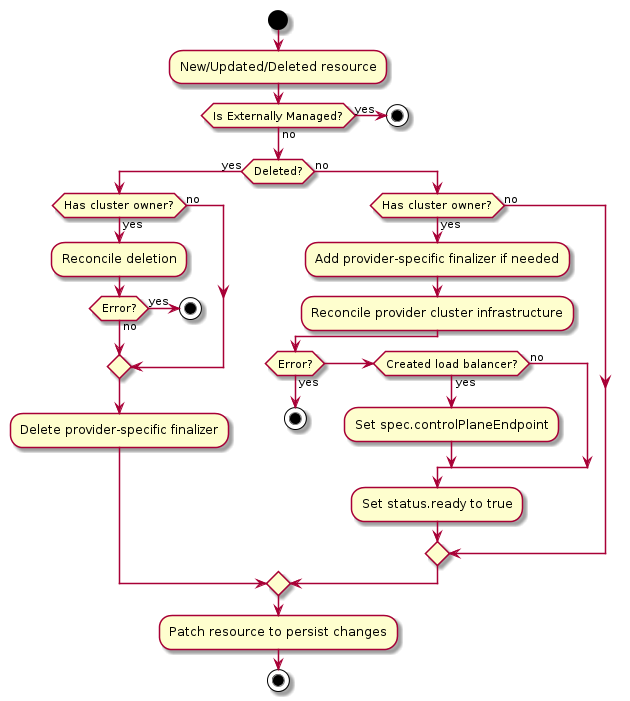 New/Updated/Deleted resource
Is Externally Managed?
yes
no
Deleted?
yes
no
Has cluster owner?
no
yes
Reconcile deletion
Error?
yes
no
Delete provider-specific finalizer
Has cluster owner?
no
yes
Add provider-specific finalizer if needed
Reconcile provider cluster infrastructure
Error?
yes
Created load balancer?
no
yes
Set spec.controlPlaneEndpoint
Set status.ready to true
Patch resource to persist changes